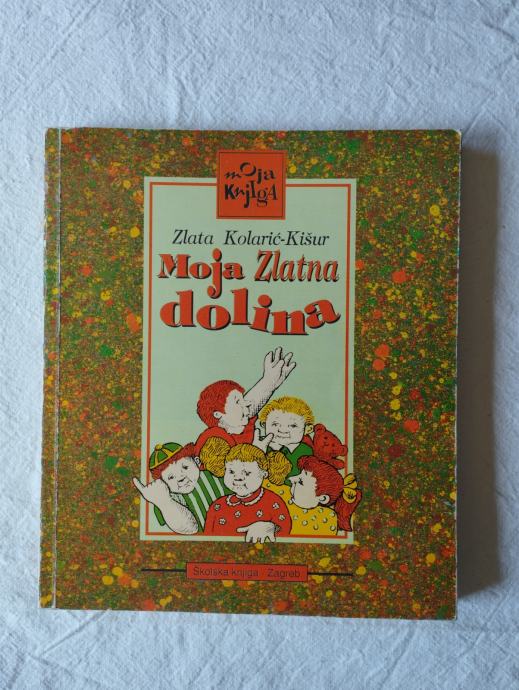 moja
KnjIgA
Zlata Kolarić-Kišur
Moja Zlatna
dolina
Školska knjiga - Zagreb